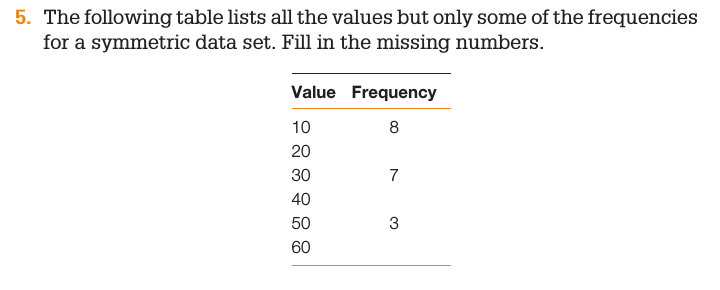 5. The following table lists all the values but only some of the frequencies
for a symmetric data set. Fill in the missing numbers.
Value Frequency
10 8
20
30 7
40
50 3
60